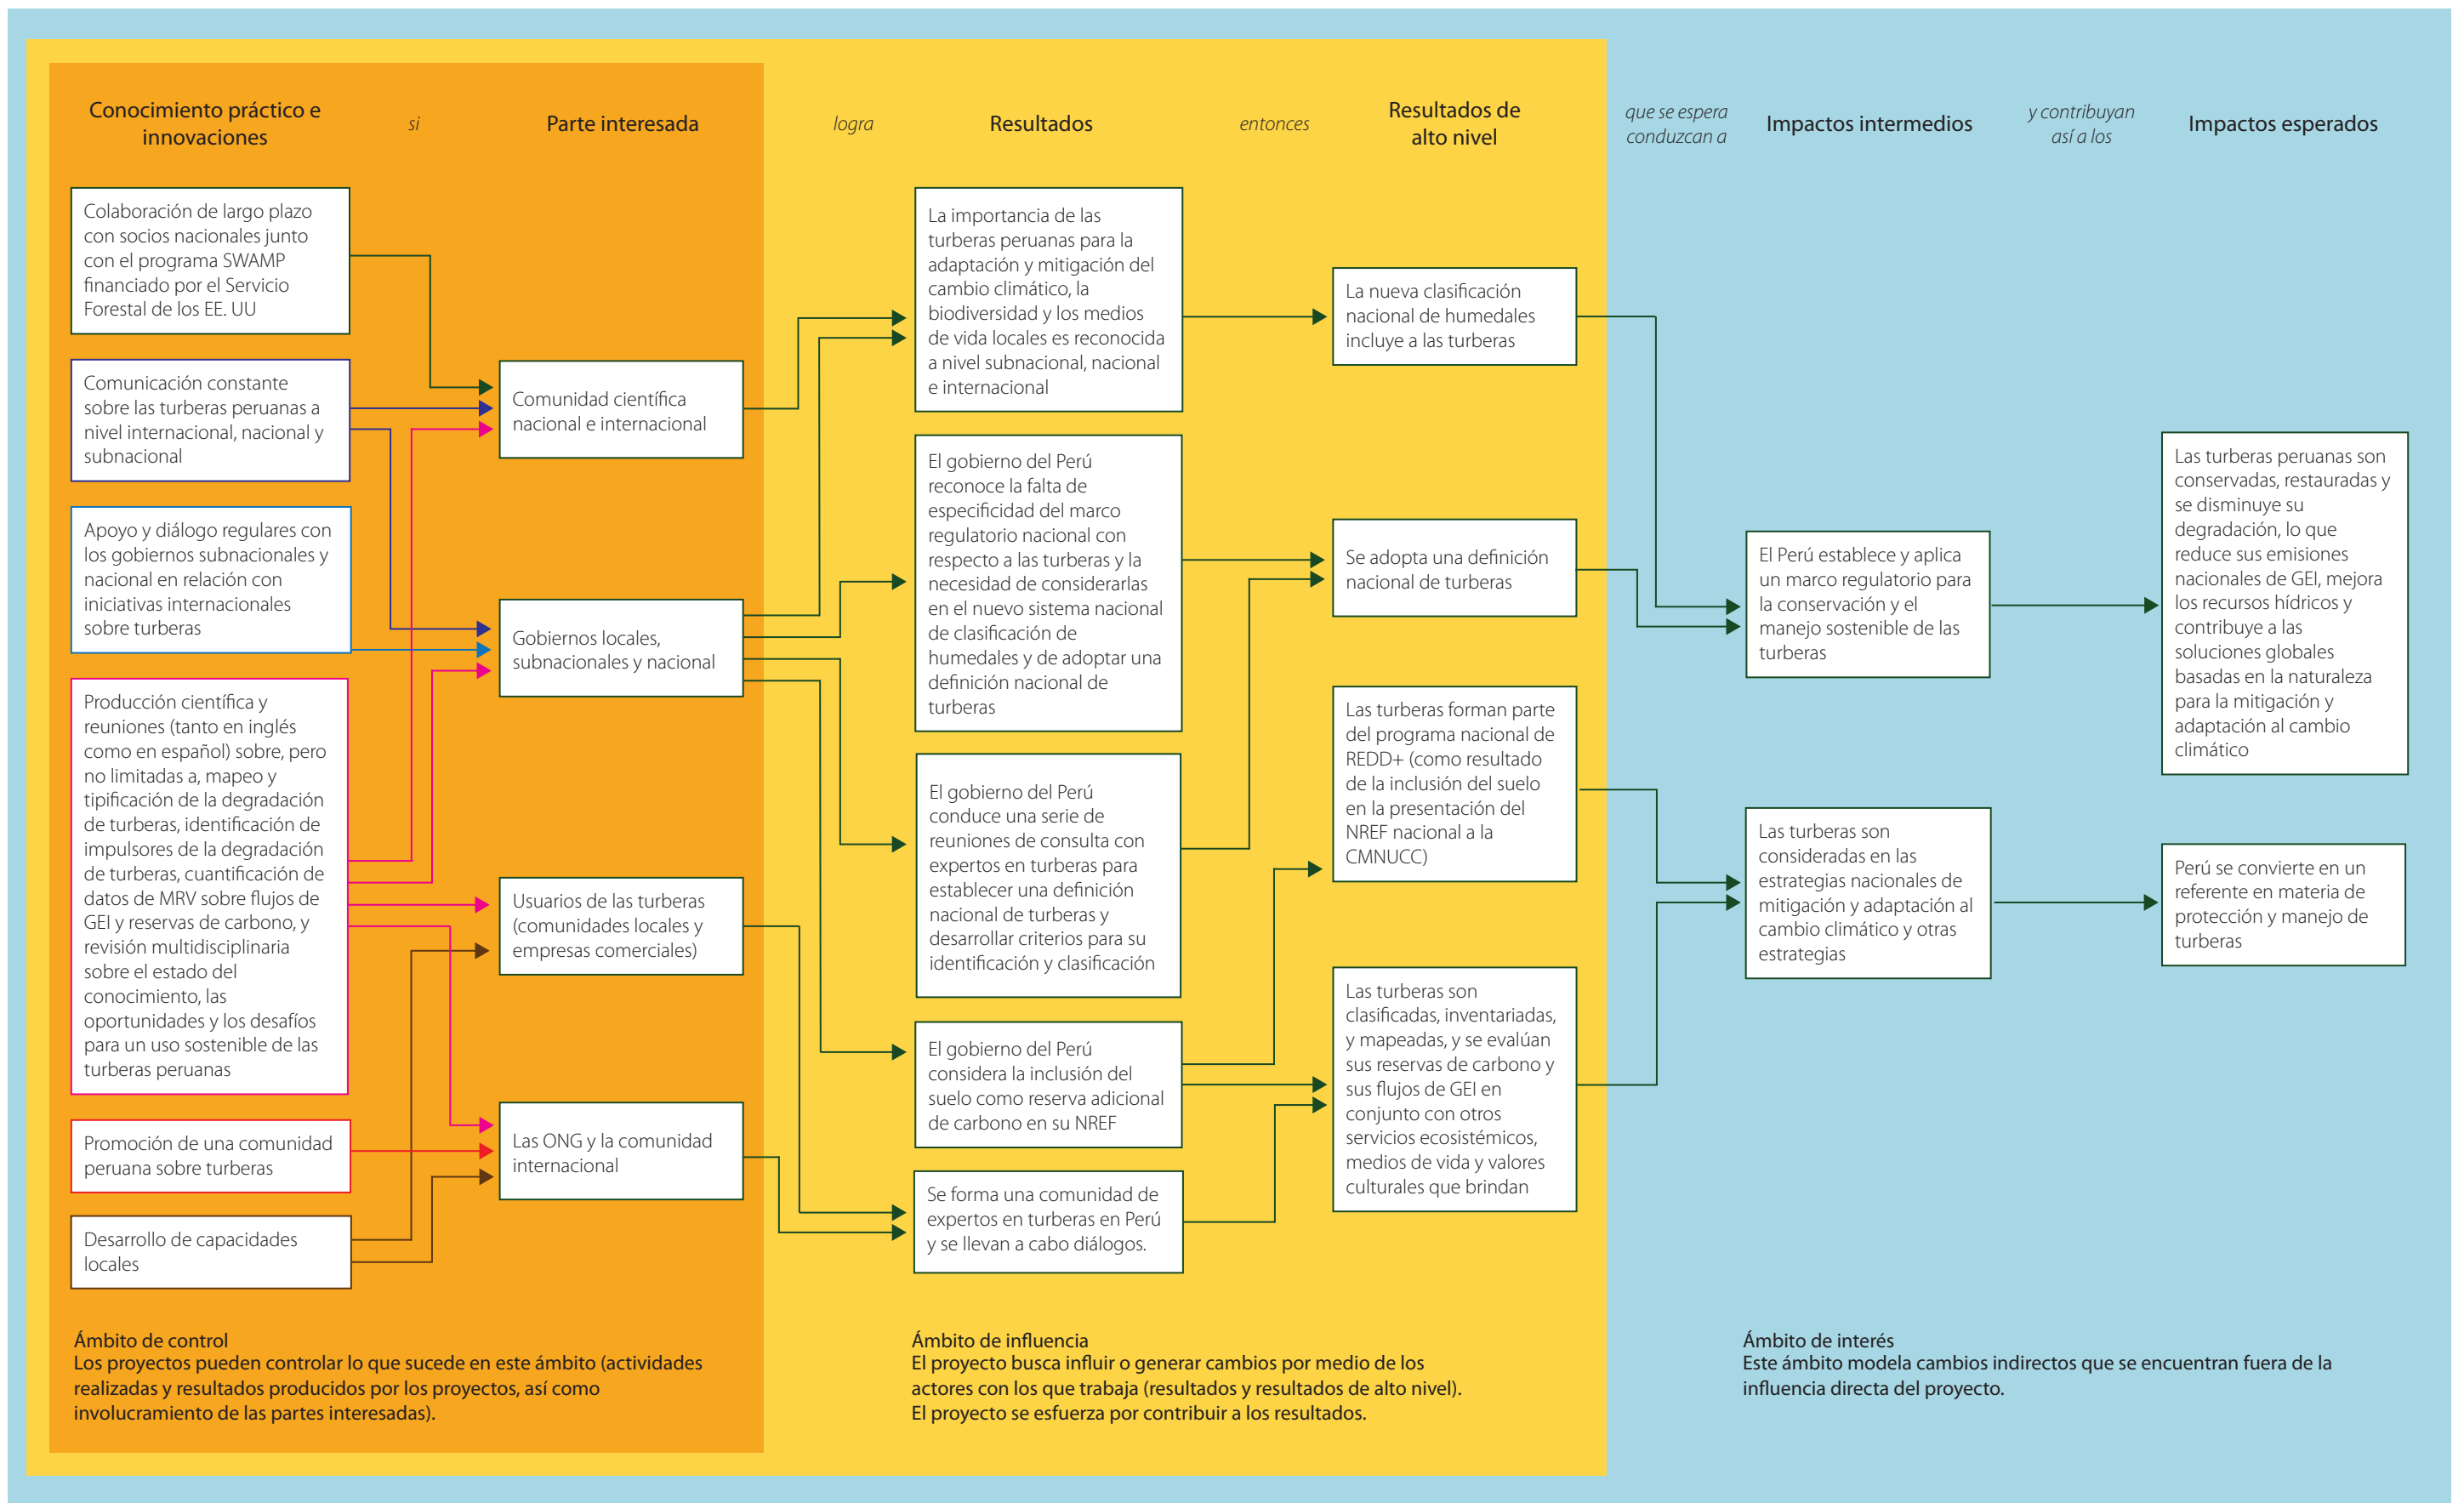 Conocimiento práctico e
innovaciones
si
Parte interesada
logra
Resultados
entonces
Resultados de
alto nivel
que se espera
conduzcan a
Impactos intermedios
y contribuyan
así a los
Impactos esperados
Colaboración de largo plazo
con socios nacionales junto
con el programa SWAMP
financiado por el Servicio
Forestal de los EE. UU
Comunicación constante
sobre las turberas peruanas a
nivel internacional, nacional y
subnacional
Apoyo y diálogo regulares con
los gobiernos subnacionales y
nacional en relación con
iniciativas internacionales
sobre turberas
Producción científica y
reuniones (tanto en inglés
como en español) sobre, pero
no limitadas a, mapeo y
tipificación de la degradación
de turberas, identificación de
impulsores de la degradación
de turberas, cuantificación de
datos de MRV sobre flujos de
GEI y reservas de carbono, y
revisión multidisciplinaria
sobre el estado del
conocimiento, las
oportunidades y los desafíos
para un uso sostenible de las
turberas peruanas
Promoción de una comunidad
peruana sobre turberas
Desarrollo de capacidades
locales
Comunidad científica
nacional e internacional
Gobiernos locales,
subnacionales y nacional
Usuarios de las turberas
(comunidades locales y
empresas comerciales)
Las ONG y la comunidad
internacional
La importancia de las
turberas peruanas para la
adaptación y mitigación del
cambio climático, la
biodiversidad y los medios
de vida locales es reconocida
a nivel subnacional, nacional
e internacional
El gobierno del Perú
reconoce la falta de
especificidad del marco
regulatorio nacional con
respecto a las turberas y la
necesidad de considerarlas
en el nuevo sistema nacional
de clasificación de
humedales y de adoptar una
definición nacional de
turberas
El gobierno del Perú
conduce una serie de
reuniones de consulta con
expertos en turberas para
establecer una definición
nacional de turberas y
desarrollar criterios para su
identificación y clasificación
El gobierno del Perú
considera la inclusión del
suelo como reserva adicional
de carbono en su NREF
Se forma una comunidad de
expertos en turberas en Perú
y se llevan a cabo diálogos.
La nueva clasificación
nacional de humedales
incluye a las turberas
Se adopta una definición
nacional de turberas
Las turberas forman parte
del programa nacional de
REDD+ (como resultado
de la inclusión del suelo
en la presentación del
NREF nacional a la
CMNUCC)
Las turberas son
clasificadas, inventariadas,
y mapeadas, y se evalúan
sus reservas de carbono y
sus flujos de GEI en
conjunto con otros
servicios ecosistémicos,
medios de vida y valores
culturales que brindan
El Perú establece y aplica
un marco regulatorio para
la conservación y el
manejo sostenible de las
turberas
Las turberas son
consideradas en las
estrategias nacionales de
mitigación y adaptación al
cambio climático y otras
estrategias
Las turberas peruanas son
conservadas, restauradas y
se disminuye su
degradación, lo que
reduce sus emisiones
nacionales de GEI, mejora
los recursos hídricos y
contribuye a las
soluciones globales
basadas en la naturaleza
para la mitigación y
adaptación al cambio
climático
Perú se convierte en un
referente en materia de
protección y manejo de
turberas
Ámbito de control
Los proyectos pueden controlar lo que sucede en este ámbito (actividades
realizadas y resultados producidos por los proyectos, así como
involucramiento de las partes interesadas).
Ámbito de influencia
El proyecto busca influir o generar cambios por medio de los
actores con los que trabaja (resultados y resultados de alto nivel).
El proyecto se esfuerza por contribuir a los resultados.
Ámbito de interés
Este ámbito modela cambios indirectos que se encuentran fuera de la
influencia directa del proyecto.